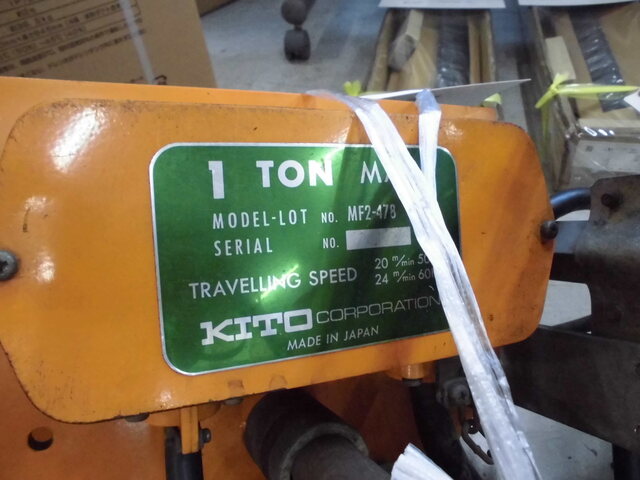 1 TON MA
MODEL-LOT NO. MF2-478
SERIAL NO.
TRAVELLING SPEED 20 m/min 50
24 m/min 60
KITO CORPORATION
MADE IN JAPAN